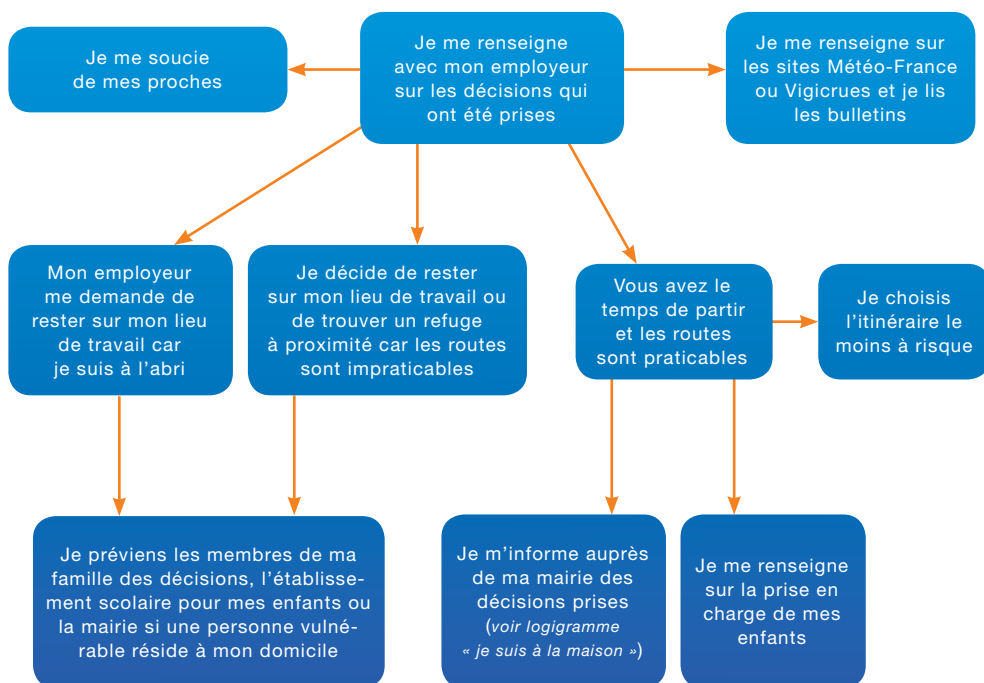 Je me soucie
de mes proches
Je me renseigne
avec mon employeur
sur les décisions qui
ont été prises
Je me renseigne sur
les sites Météo-France
ou Vigicrues et je lis
les bulletins
Mon employeur
me demande de
rester sur mon lieu
de travail car
je suis à l’abri
Je décide de rester
sur mon lieu de travail ou
de trouver un refuge
à proximité car les routes
sont impraticables
Vous avez le
temps de partir
et les routes
sont praticables
Je choisis
l’itinéraire le
moins à risque
Je préviens les membres de ma
famille des décisions, l’établisse-
ment scolaire pour mes enfants ou
la mairie si une personne vulné-
rable réside à mon domicile
Je m’informe auprès
de ma mairie des
décisions prises
(voir logigramme
« je suis à la maison »)
Je me renseigne
sur la prise en
charge de mes
enfants